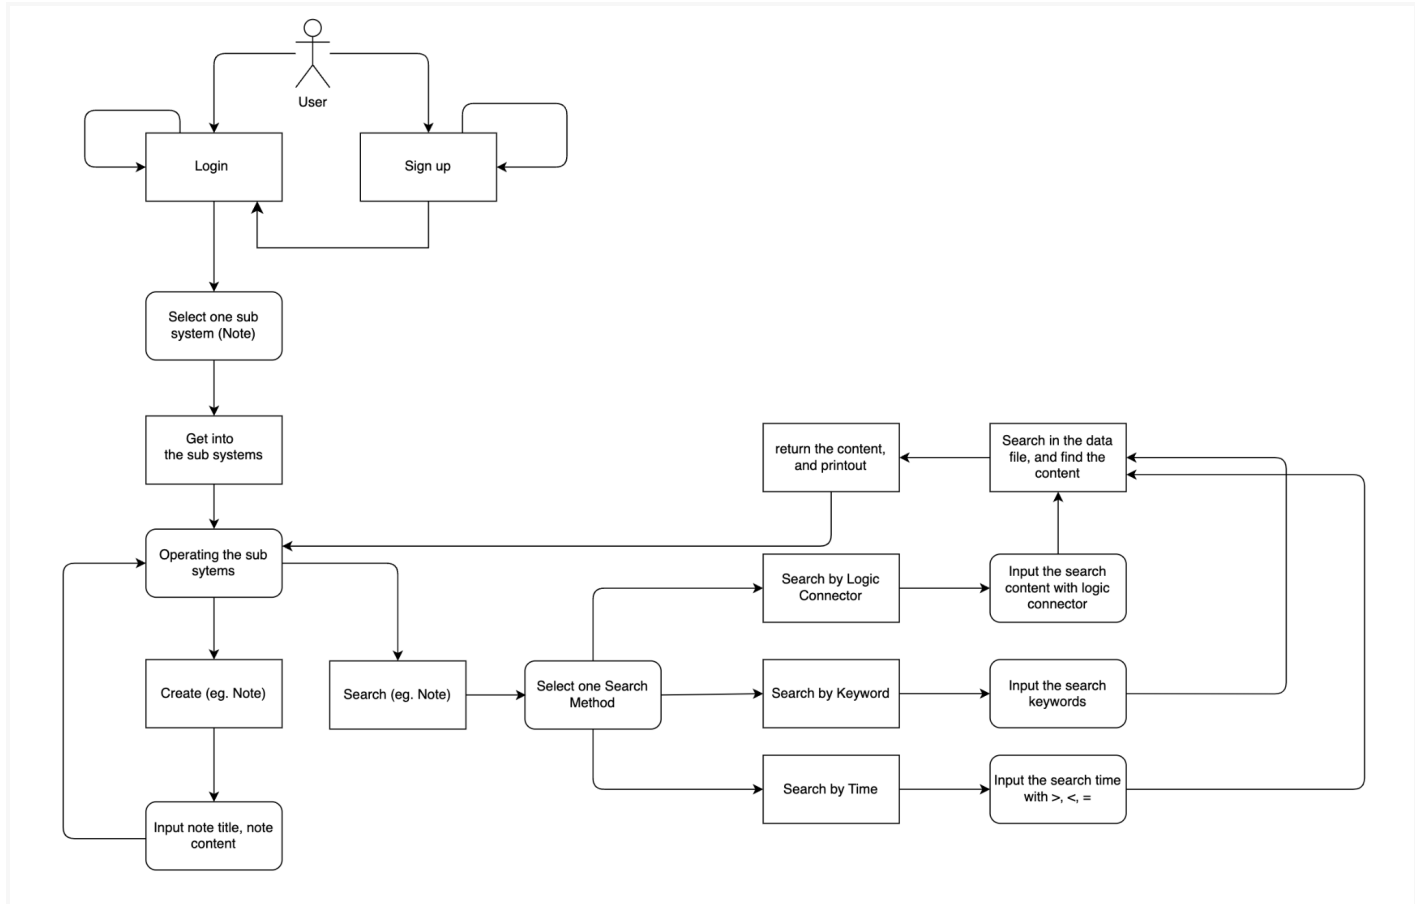 User
Login
Sign up
Select one sub
system (Note)
Get into
the sub systems
return the content,
and printout
Search in the data
file, and find the
content
Operating the sub
sytems
Search by Logic
Connector
Input the search
content with logic
connector
Create (eg. Note)
Search (eg. Note)
Select one Search
Method
Search by Keyword
Input the search
keywords
Search by Time
Input the search time
with >, <, =
Input note title, note
content